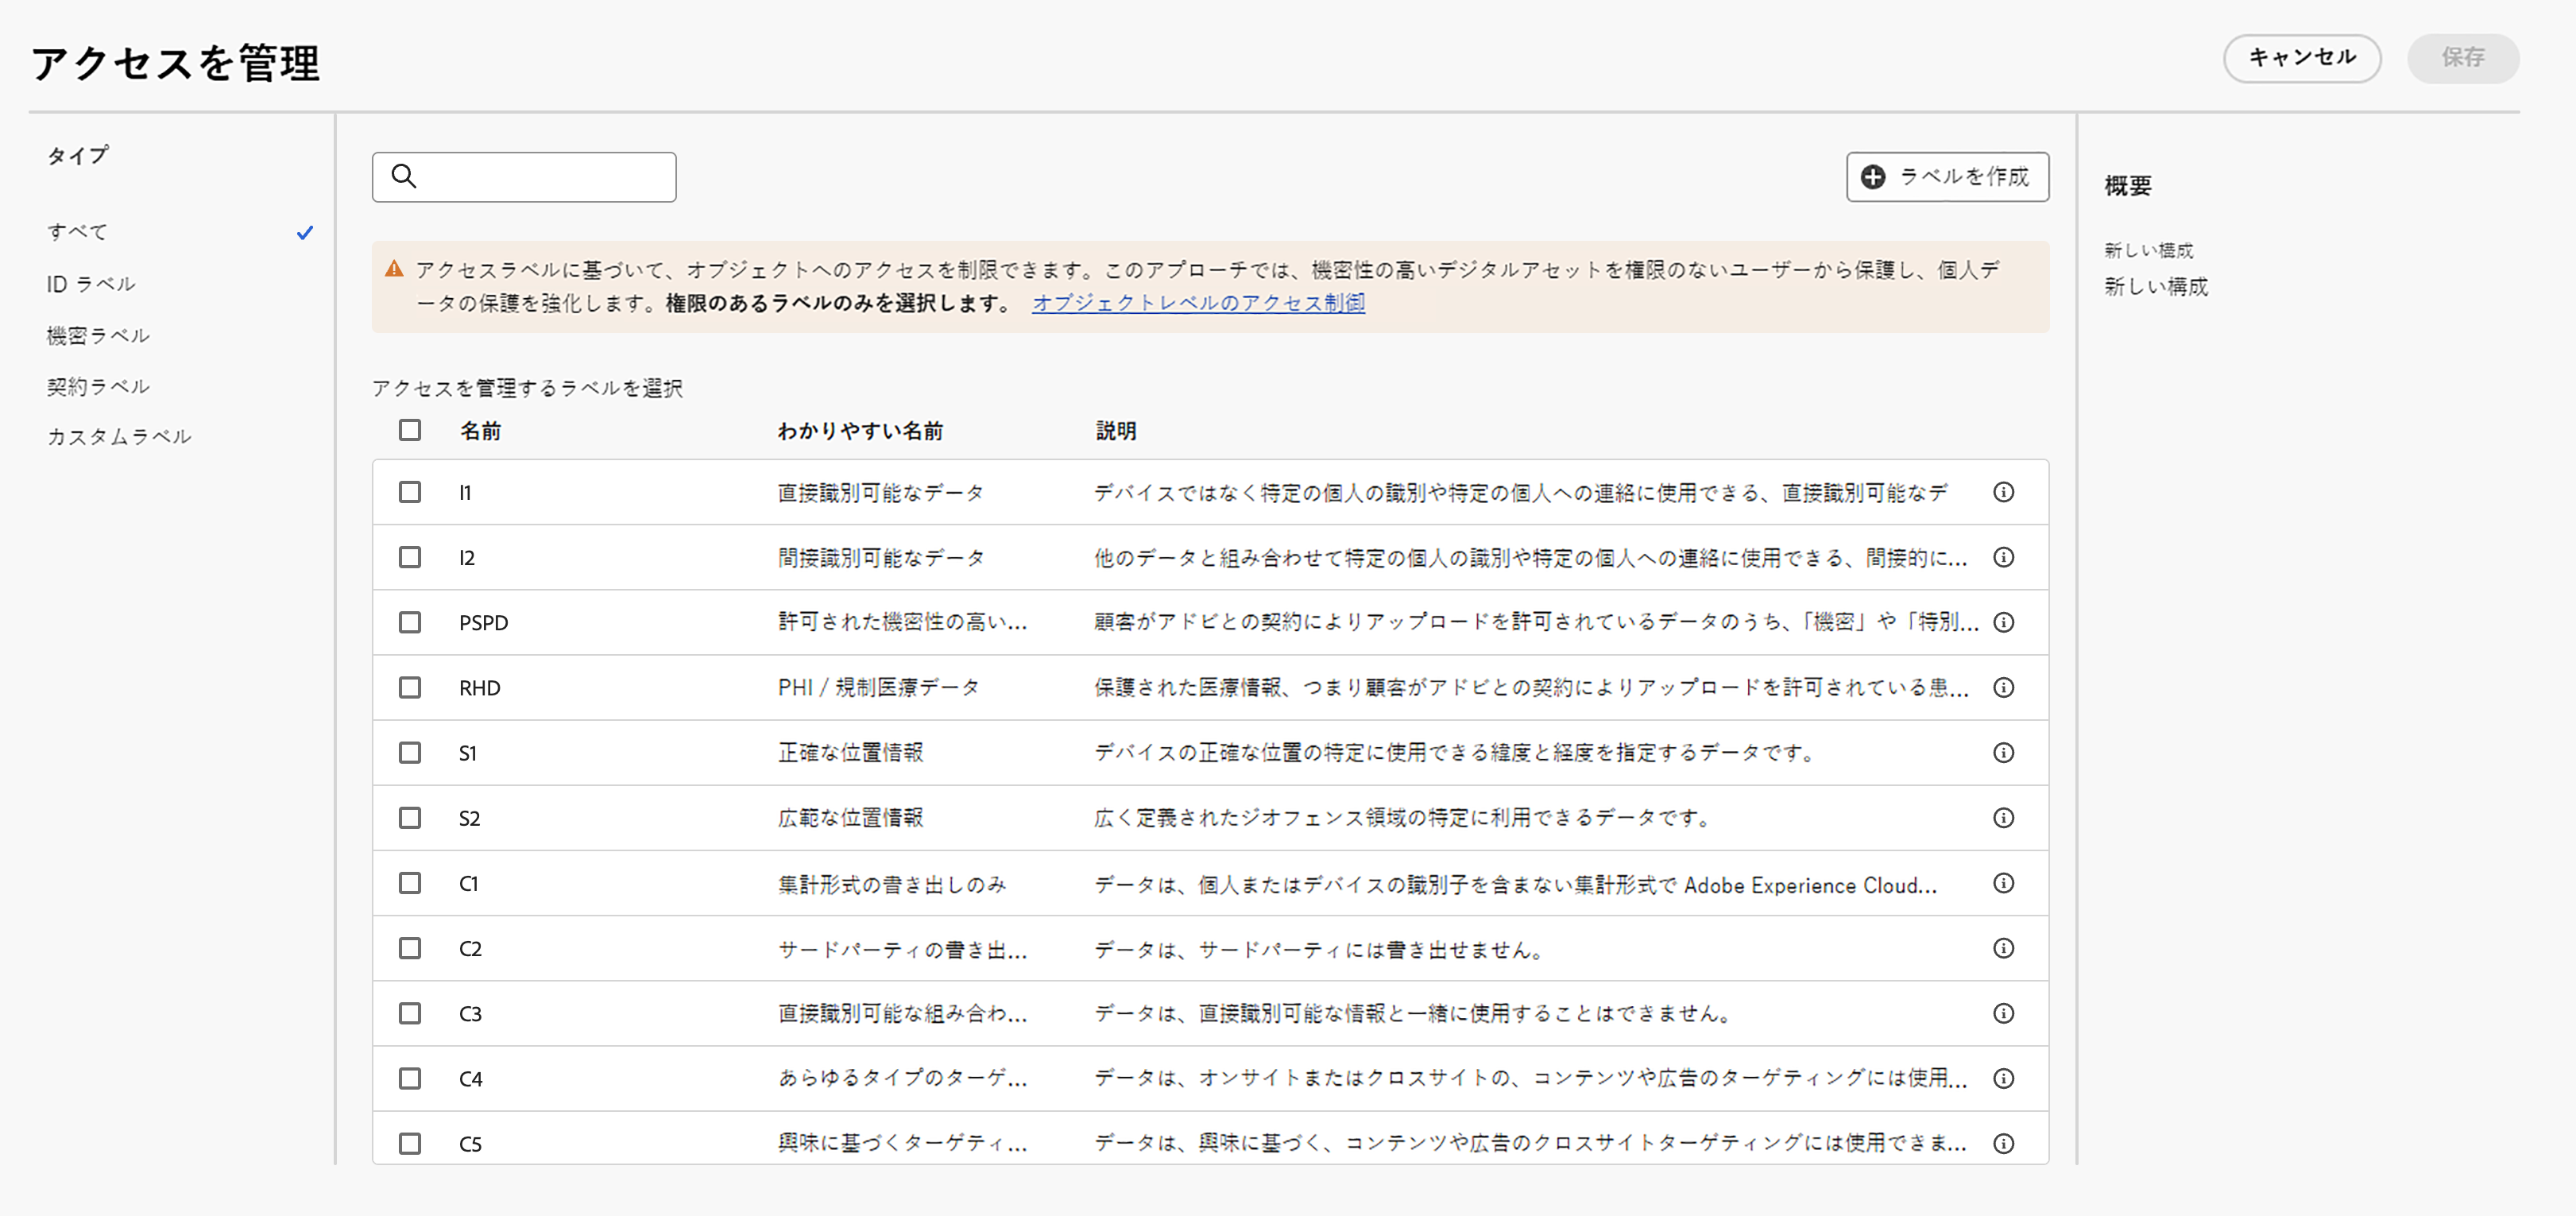 アクセスを管理
キャンセル
保存
タイプ
すべて
ID ラベル
機密ラベル
契約ラベル
カスタムラベル
ラベルを作成
アクセスラベルに基づいて、オブジェクトへのアクセスを制限できます。このアプローチでは、機密性の高いデジタルアセットを権限のないユーザーから保護し、個人デ
ータの保護を強化します。権限のあるラベルのみを選択します。 オブジェクトレベルのアクセス制御
アクセスを管理するラベルを選択
名前 わかりやすい名前 説明
I1 直接識別可能なデータ デバイスではなく特定の個人の識別や特定の個人への連絡に使用できる、直接識別可能なデ
I2 間接識別可能なデータ 他のデータと組み合わせて特定の個人の識別や特定の個人への連絡に使用できる、間接的に...
PSPD 許可された機密性の高い... 顧客がアドビとの契約によりアップロードを許可されているデータのうち、「機密」や「特別...
RHD PHI / 規制医療データ 保護された医療情報、つまり顧客がアドビとの契約によりアップロードを許可されている患...
S1 正確な位置情報 デバイスの正確な位置の特定に使用できる緯度と経度を指定するデータです。
S2 広範な位置情報 広く定義されたジオフェンス領域の特定に利用できるデータです。
C1 集計形式の書き出しのみ データは、個人またはデバイスの識別子を含まない集計形式で Adobe Experience Cloud...
C2 サードパーティの書き出... データは、サードパーティには書き出せません。
C3 直接識別可能な組み合わ... データは、直接識別可能な情報と一緒に使用することはできません。
C4 あらゆるタイプのターゲ... データは、オンサイトまたはクロスサイトの、コンテンツや広告のターゲティングには使用...
C5 興味に基づくターゲティ... データは、興味に基づく、コンテンツや広告のクロスサイトターゲティングには使用できま...
概要
新しい構成
新しい構成